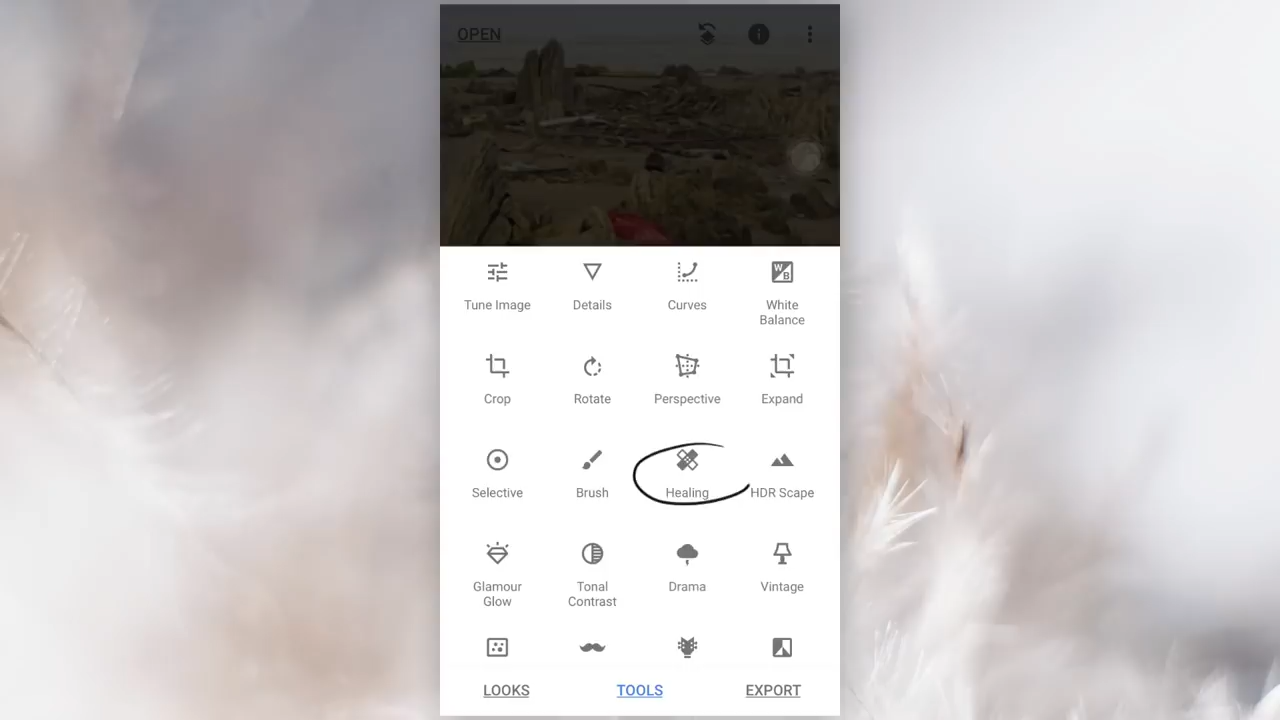 OPEN
Tune Image
Details
Curves
White
Balance
Crop
Rotate
Perspective
Expand
Selective
Brush
Healing
HDR Scape
Glamour
Glow
Tonal
Contrast
Drama
Vintage
LOOKS
TOOLS
EXPORT